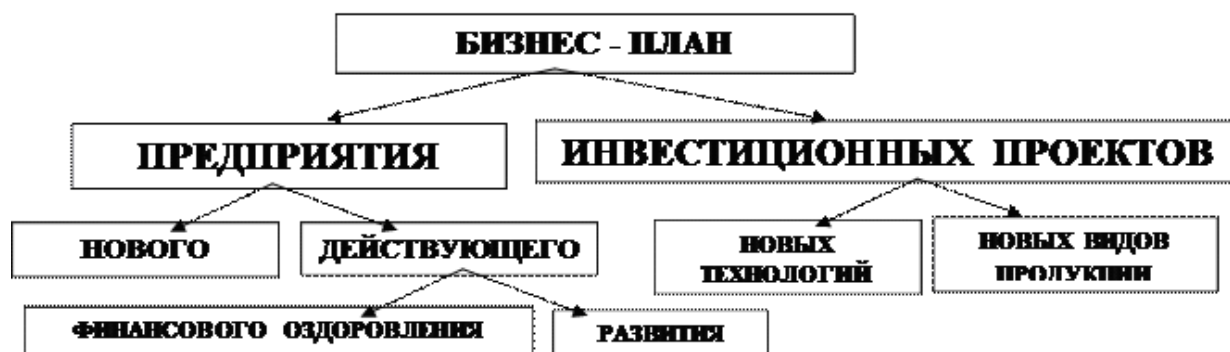 БИЗНЕС - ПЛАН
ПРЕДПРИЯТИЯ
ИНВЕСТИЦИОННЫХ ПРОЕКТОВ
НОВОГО
ДЕЙСТВУЮЩЕГО
НОВЫХ
ТЕХНОЛОГИЙ
НОВЫХ ВИДОВ
ПРОДУКЦИИ
ФИНАНСОВОГО ОЗДОРОВЛЕНИЯ
РАЗВИТИЯ